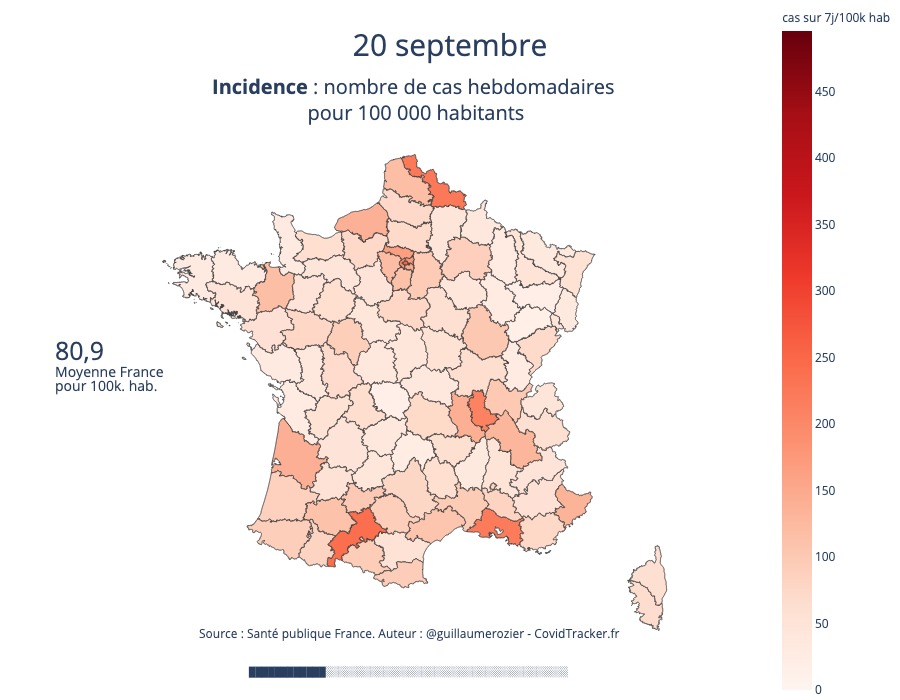 cas sur 7j/100k hab
20 septembre
Incidence : nombre de cas hebdomadaires
pour 100 000 habitants
450
400
350
300
250
200
150
100
50
0
80,9
Moyenne France
pour 100k. hab.
Source : Santé publique France. Auteur : @guillaumerozier - CovidTracker.fr